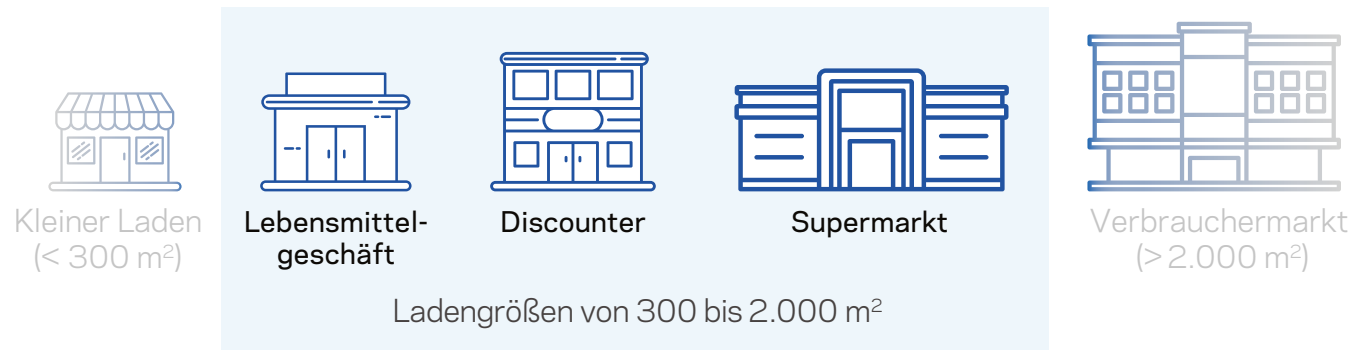 Kleiner Laden
(< 300 m²)
Lebensmittel-
geschäft
Discounter
Supermarkt
Verbrauchermarkt
(> 2.000 m²)
Ladengrößen von 300 bis 2.000 m²